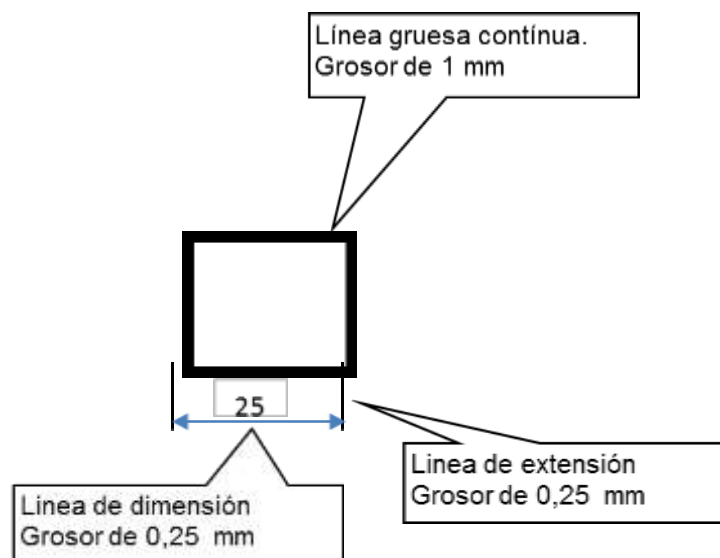 Línea gruesa contínua.
Grosor de 1 mm
25
Linea de extensión
Grosor de 0,25 mm
Linea de dimensión
Grosor de 0,25 mm